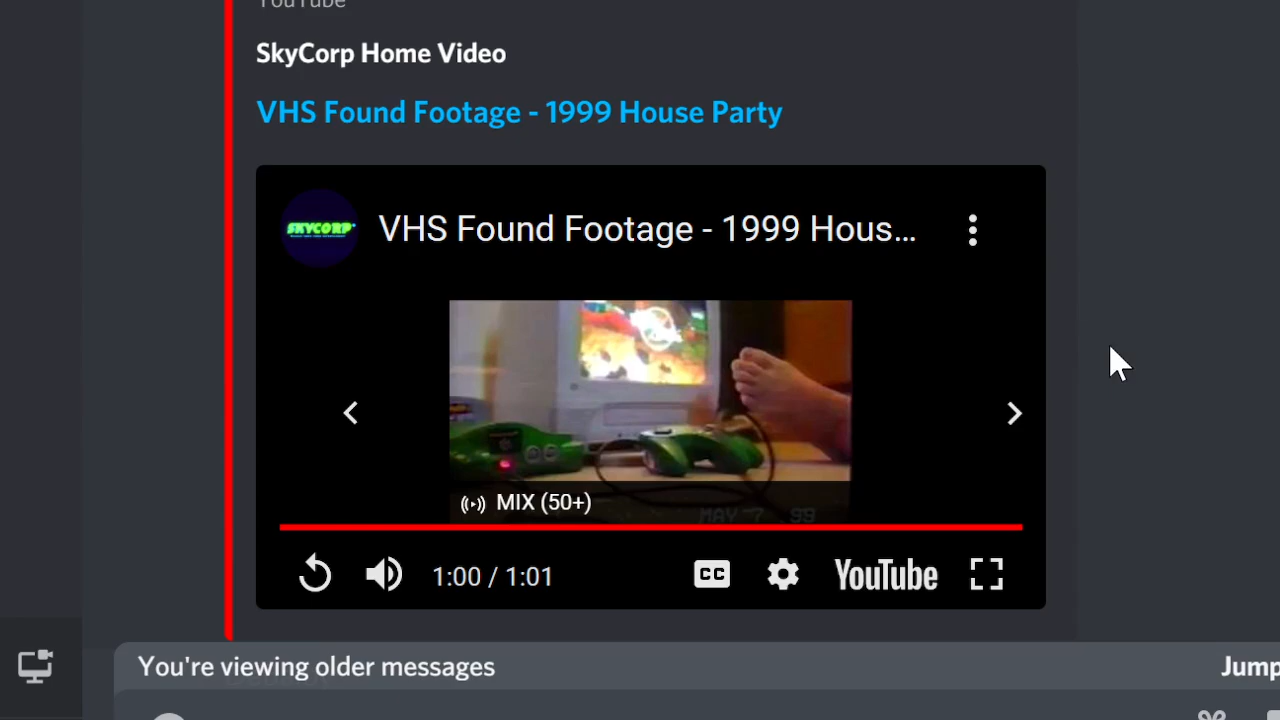 YouTube
SkyCorp Home Video
VHS Found Footage - 1999 House Party
SKYCORP
VHS Found Footage - 1999 Hous...
MIX (50+)
MAY 7 99
1:00 / 1:01
CC
YouTube
You're viewing older messages
Jump